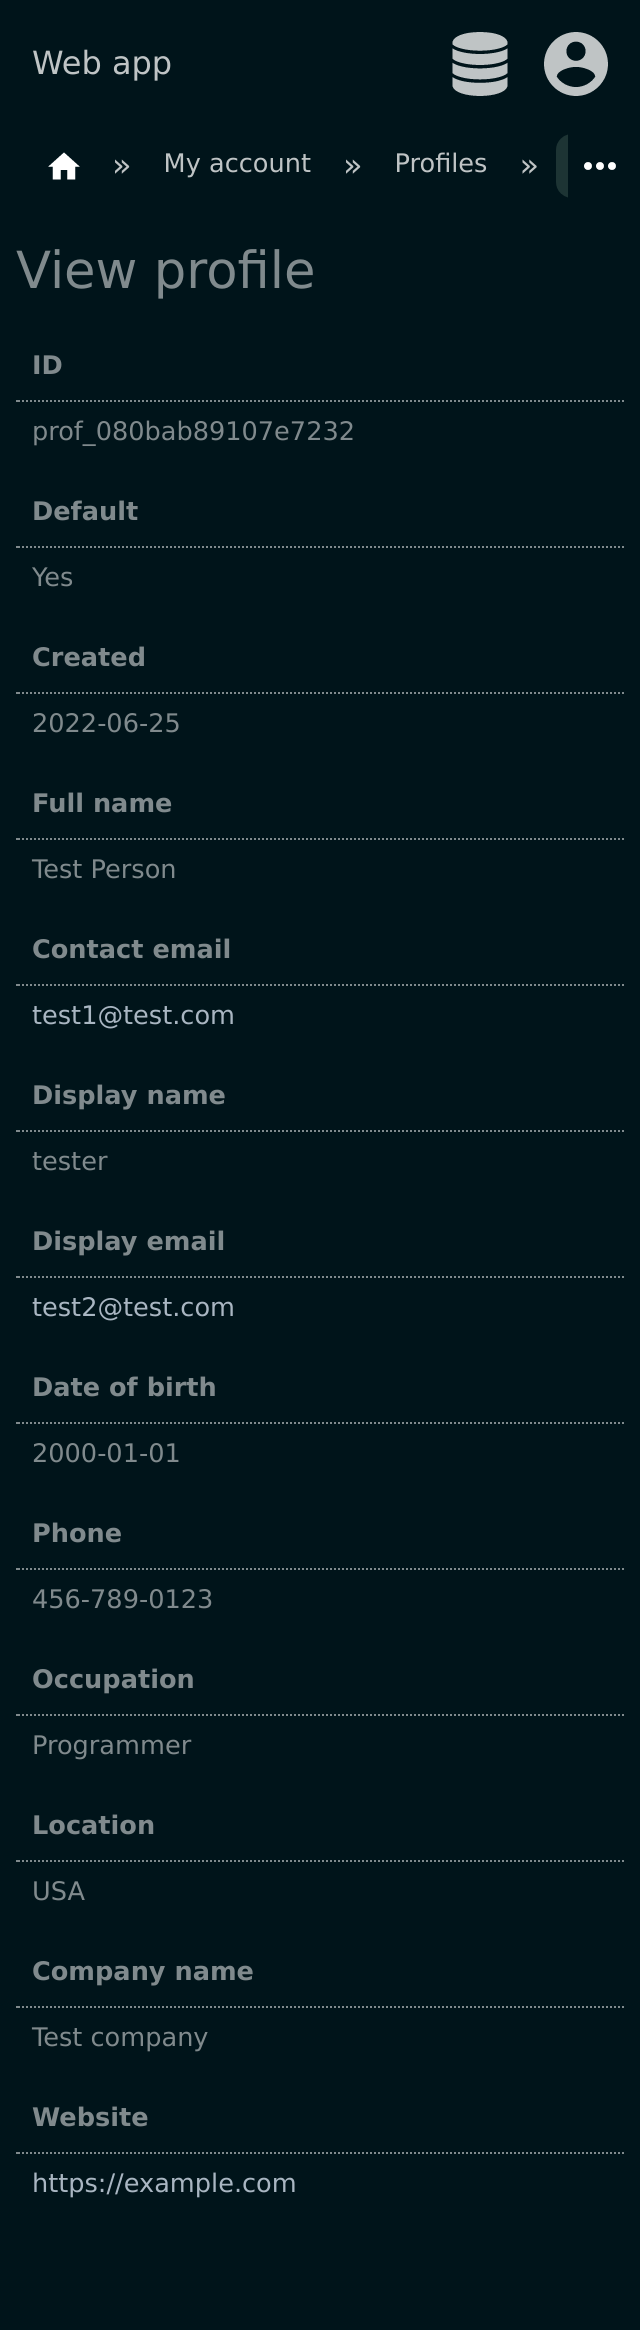 Web app
» My account » Profiles »
View profile
ID
prof_080bab89107e7232
Default
Yes
Created
2022-06-25
Full name
Test Person
Contact email
test1@test.com
Display name
tester
Display email
test2@test.com
Date of birth
2000-01-01
Phone
456-789-0123
Occupation
Programmer
Location
USA
Company name
Test company
Website
https://example.com